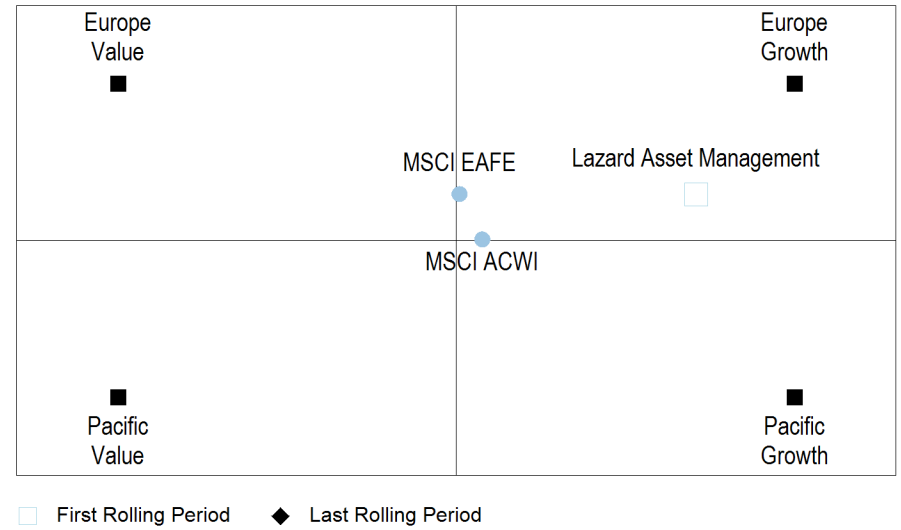 Europe
Value
Europe
Growth
MSCI EAFE
Lazard Asset Management
MSCI ACWI
Pacific
Value
Pacific
Growth
First Rolling Period
Last Rolling Period